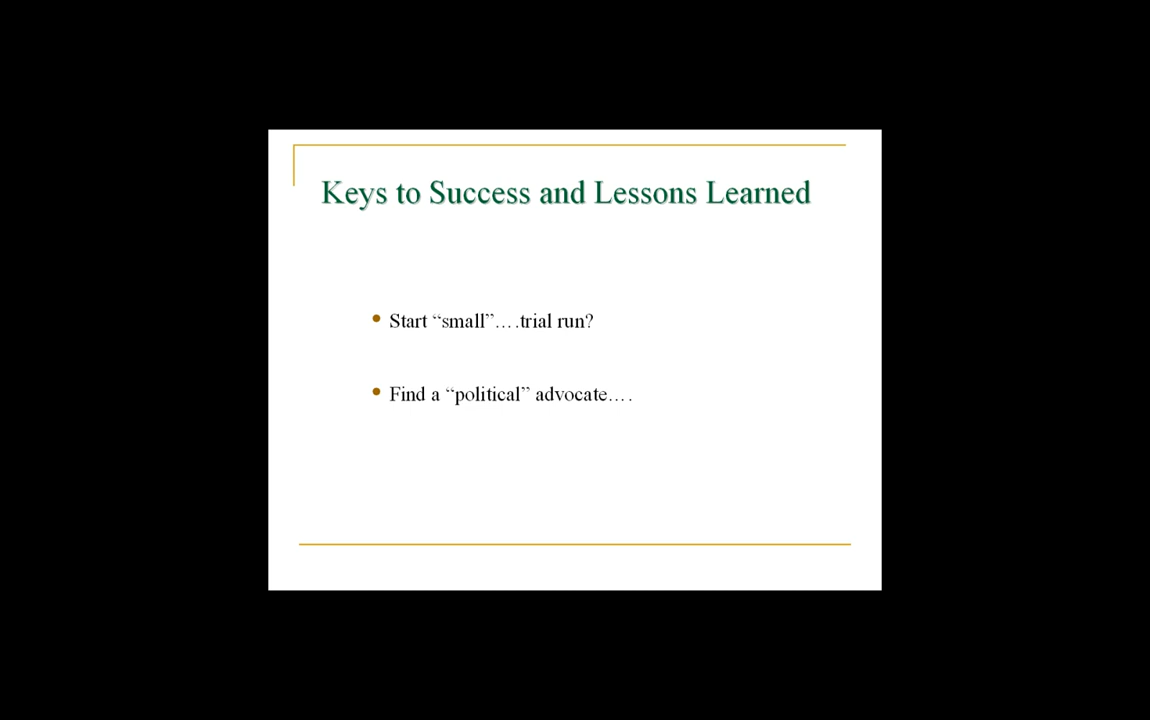 Keys to Success and Lessons Learned
Start “small”….trial run?
Find a “political” advocate….